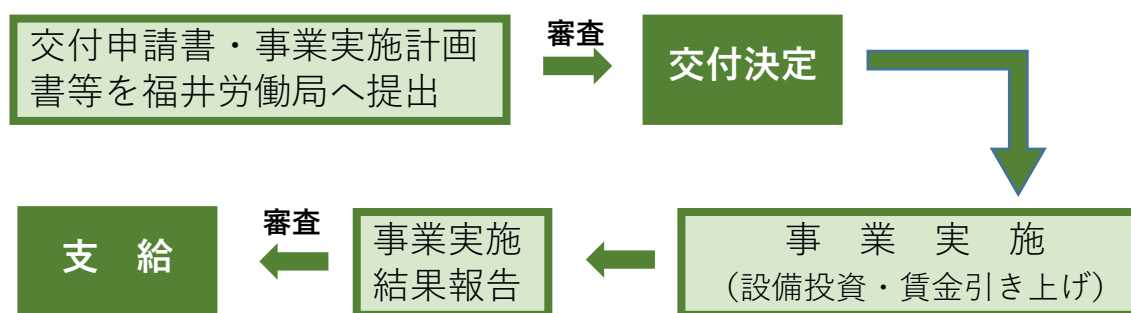 交付申請書・事業実施計画
書等を福井労働局へ提出
審査
交付決定
事　業　実　施
（設備投資・賃金引き上げ）
事業実施
結果報告
審査
支　給